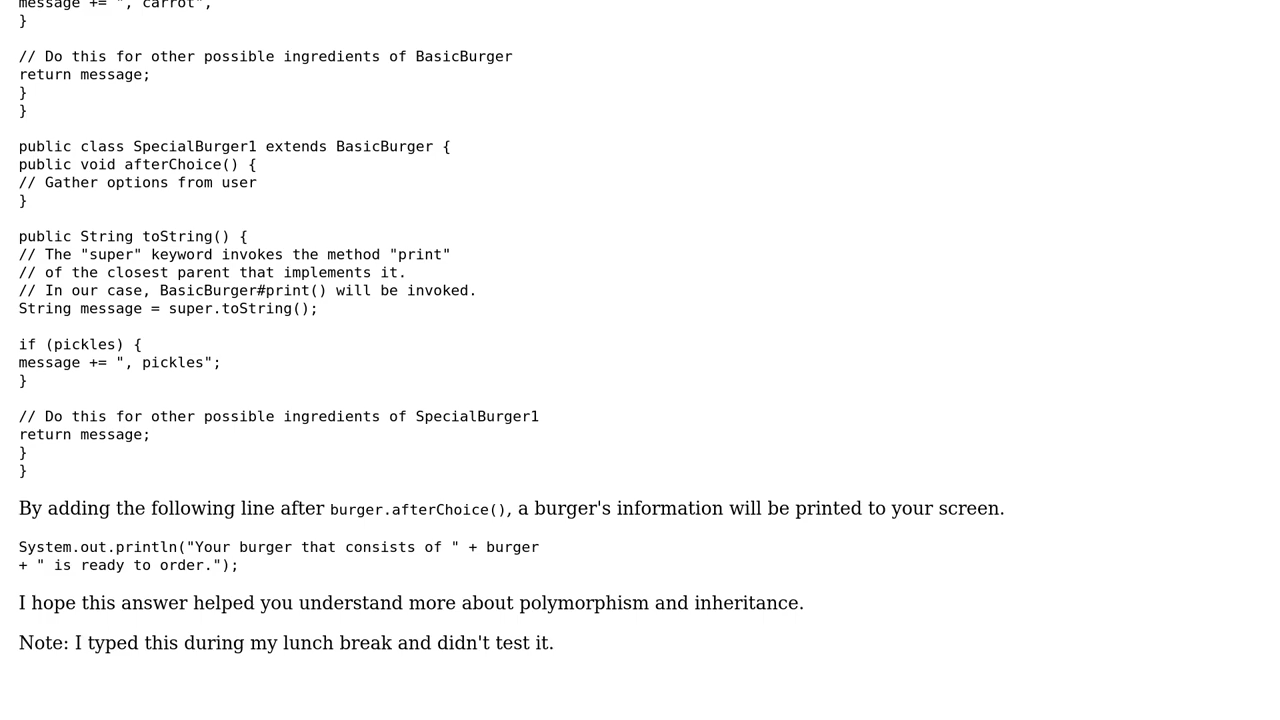 message += ", carrot",
}
// Do this for other possible ingredients of BasicBurger
return message;
}
}
public class SpecialBurger1 extends BasicBurger {
public void afterChoice() {
// Gather options from user
}
public String toString() {
// The "super" keyword invokes the method "print"
// of the closest parent that implements it.
// In our case, BasicBurger#print() will be invoked.
String message = super.toString();
if (pickles) {
message += ", pickles";
}
// Do this for other possible ingredients of SpecialBurger1
return message;
}
}
By adding the following line after burger.afterChoice(), a burger's information will be printed to your screen.
System.out.println("Your burger that consists of " + burger
+ " is ready to order.");
I hope this answer helped you understand more about polymorphism and inheritance.
Note: I typed this during my lunch break and didn't test it.